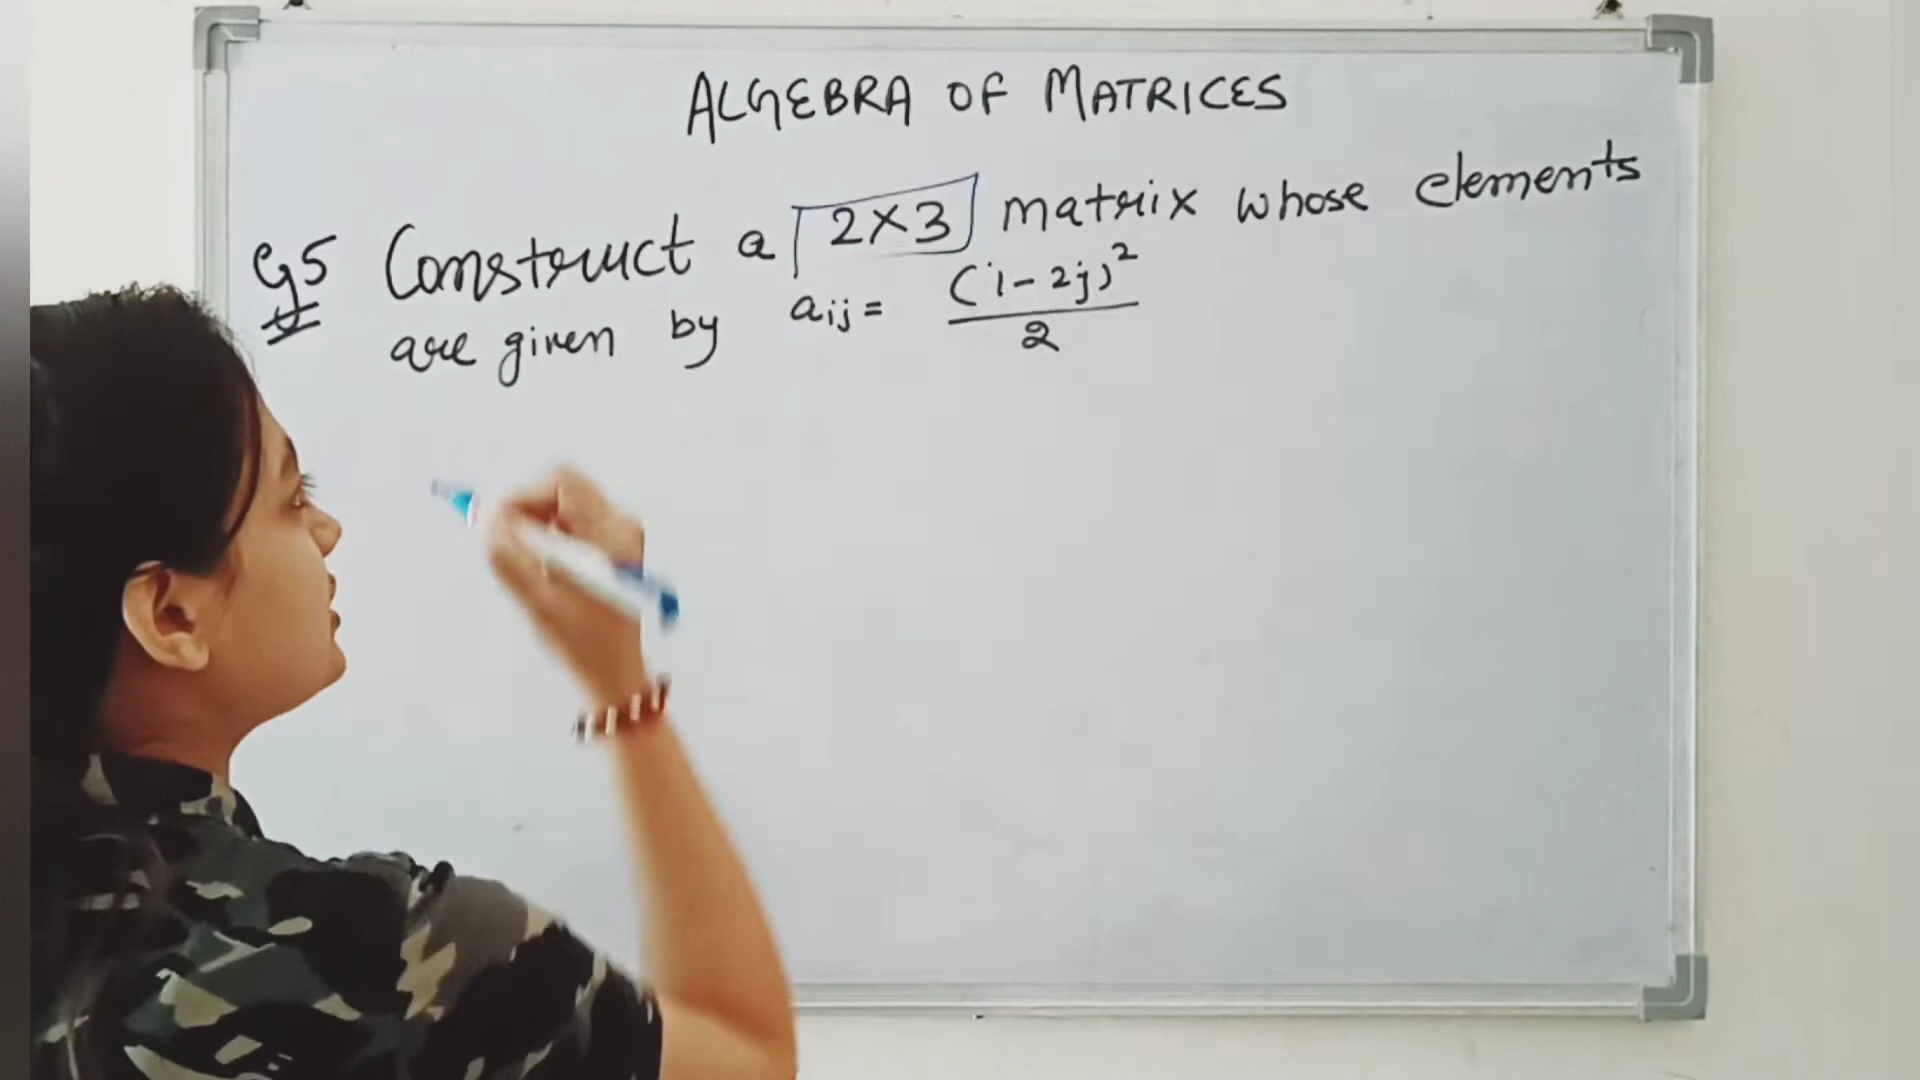 ALGEBRA OF MATRICES
Q5 Construct a 2×3 matrix whose elements
are given by aij = (i-2j)²/2